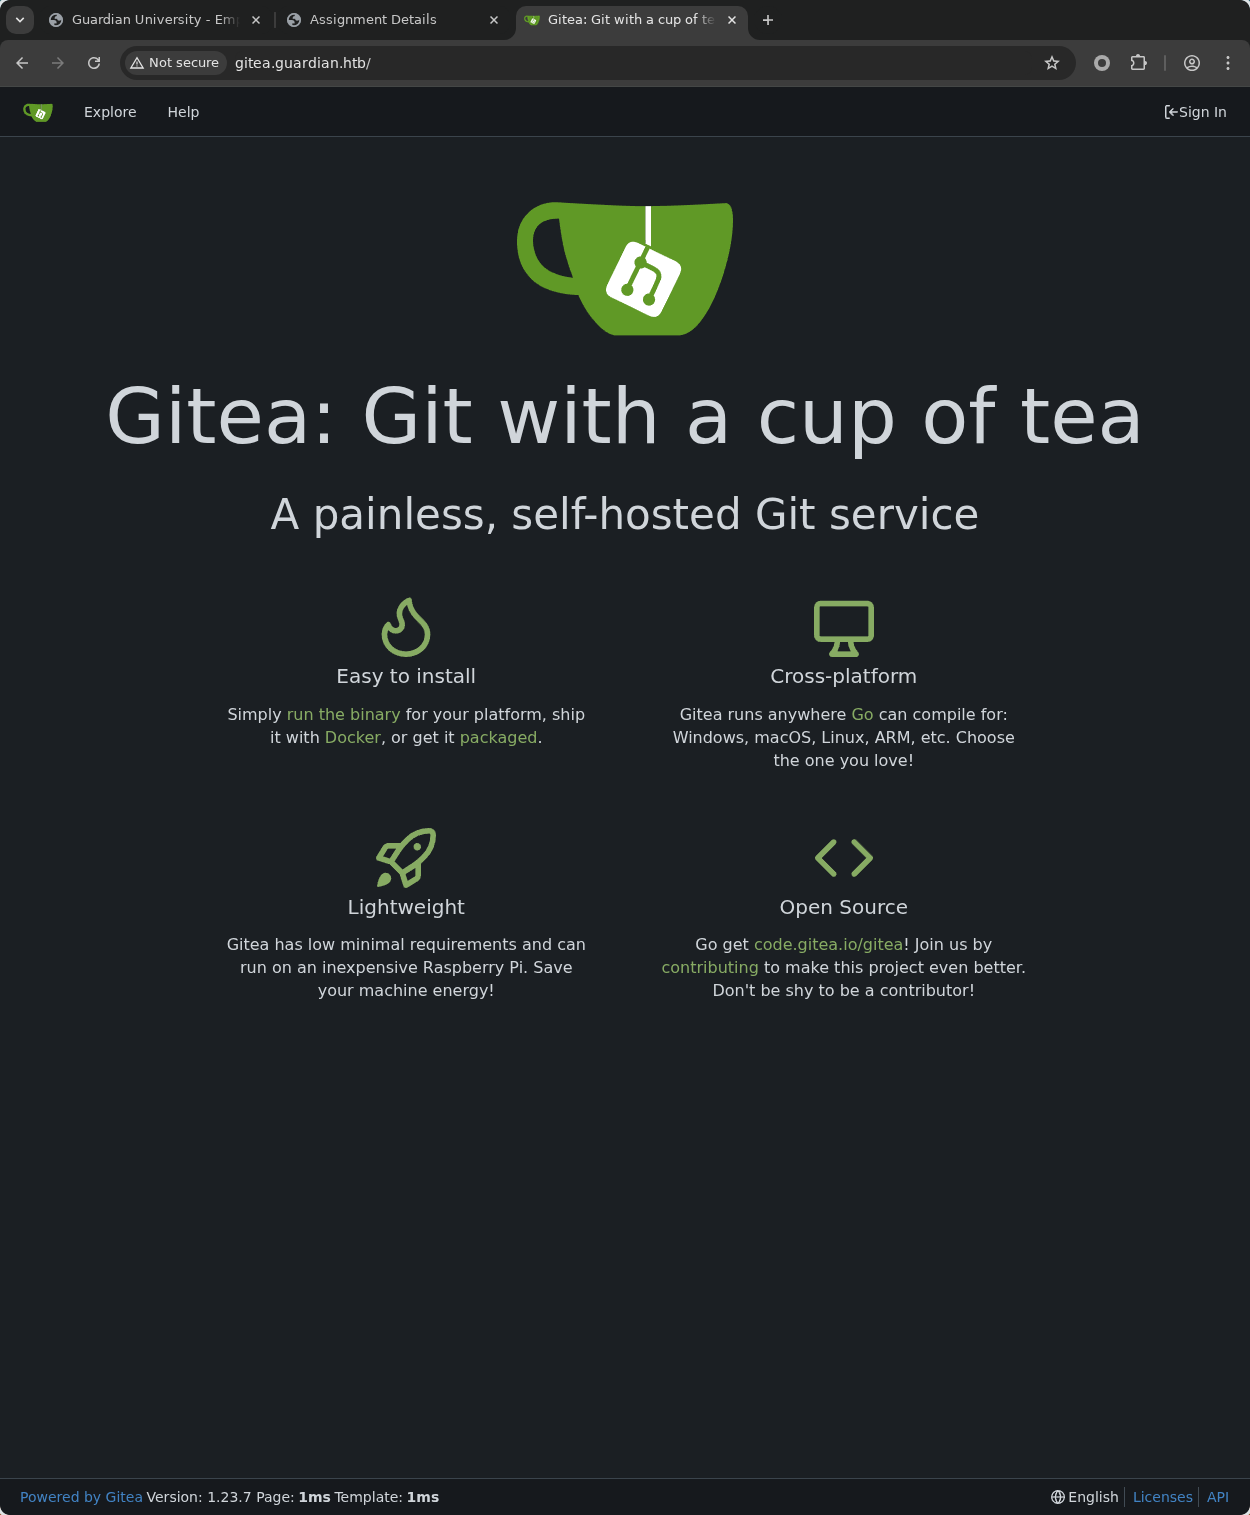 Guardian University - Em
Assignment Details
Gitea: Git with a cup of te
Not secure
gitea.guardian.htb/
Explore
Help
Sign In
Gitea: Git with a cup of tea
A painless, self-hosted Git service
Easy to install
Simply run the binary for your platform, ship
it with Docker, or get it packaged.
Cross-platform
Gitea runs anywhere Go can compile for:
Windows, macOS, Linux, ARM, etc. Choose
the one you love!
Lightweight
Gitea has low minimal requirements and can
run on an inexpensive Raspberry Pi. Save
your machine energy!
Open Source
Go get code.gitea.io/gitea! Join us by
contributing to make this project even better.
Don't be shy to be a contributor!
Powered by Gitea Version: 1.23.7 Page: 1ms Template: 1ms
English
Licenses
API